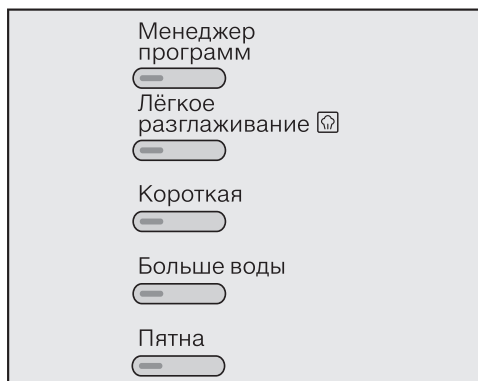 Менеджер
программ
Лёгкое
разглаживание
Короткая
Больше воды
Пятна